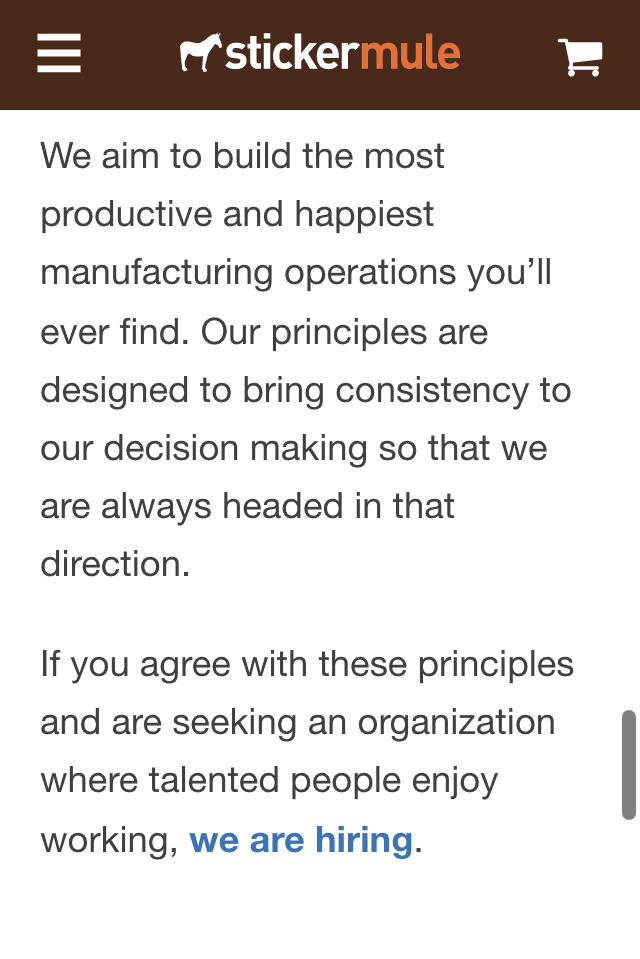 stickermule
We aim to build the most
productive and happiest
manufacturing operations you’ll
ever find. Our principles are
designed to bring consistency to
our decision making so that we
are always headed in that
direction.
If you agree with these principles
and are seeking an organization
where talented people enjoy
working, we are hiring.